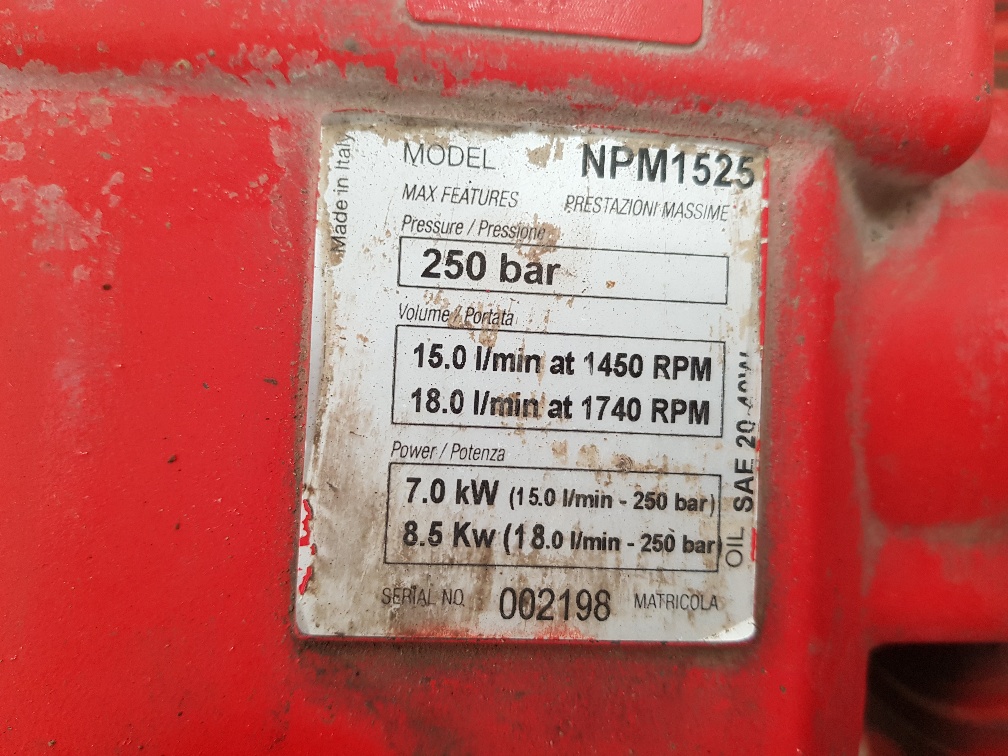 Made in Italy
MODEL NPM1525
MAX FEATURES PRESTAZIONI MASSIME
Pressure / Pressione
250 bar
Volume / Portata
15.0 l/min at 1450 RPM
18.0 l/min at 1740 RPM
Power / Potenza
7.0 kW (15.0 l/min - 250 bar)
8.5 Kw (18.0 l/min - 250 bar)
OIL SAE 20-40W
SERIAL NO. 002198 MATRICOLA